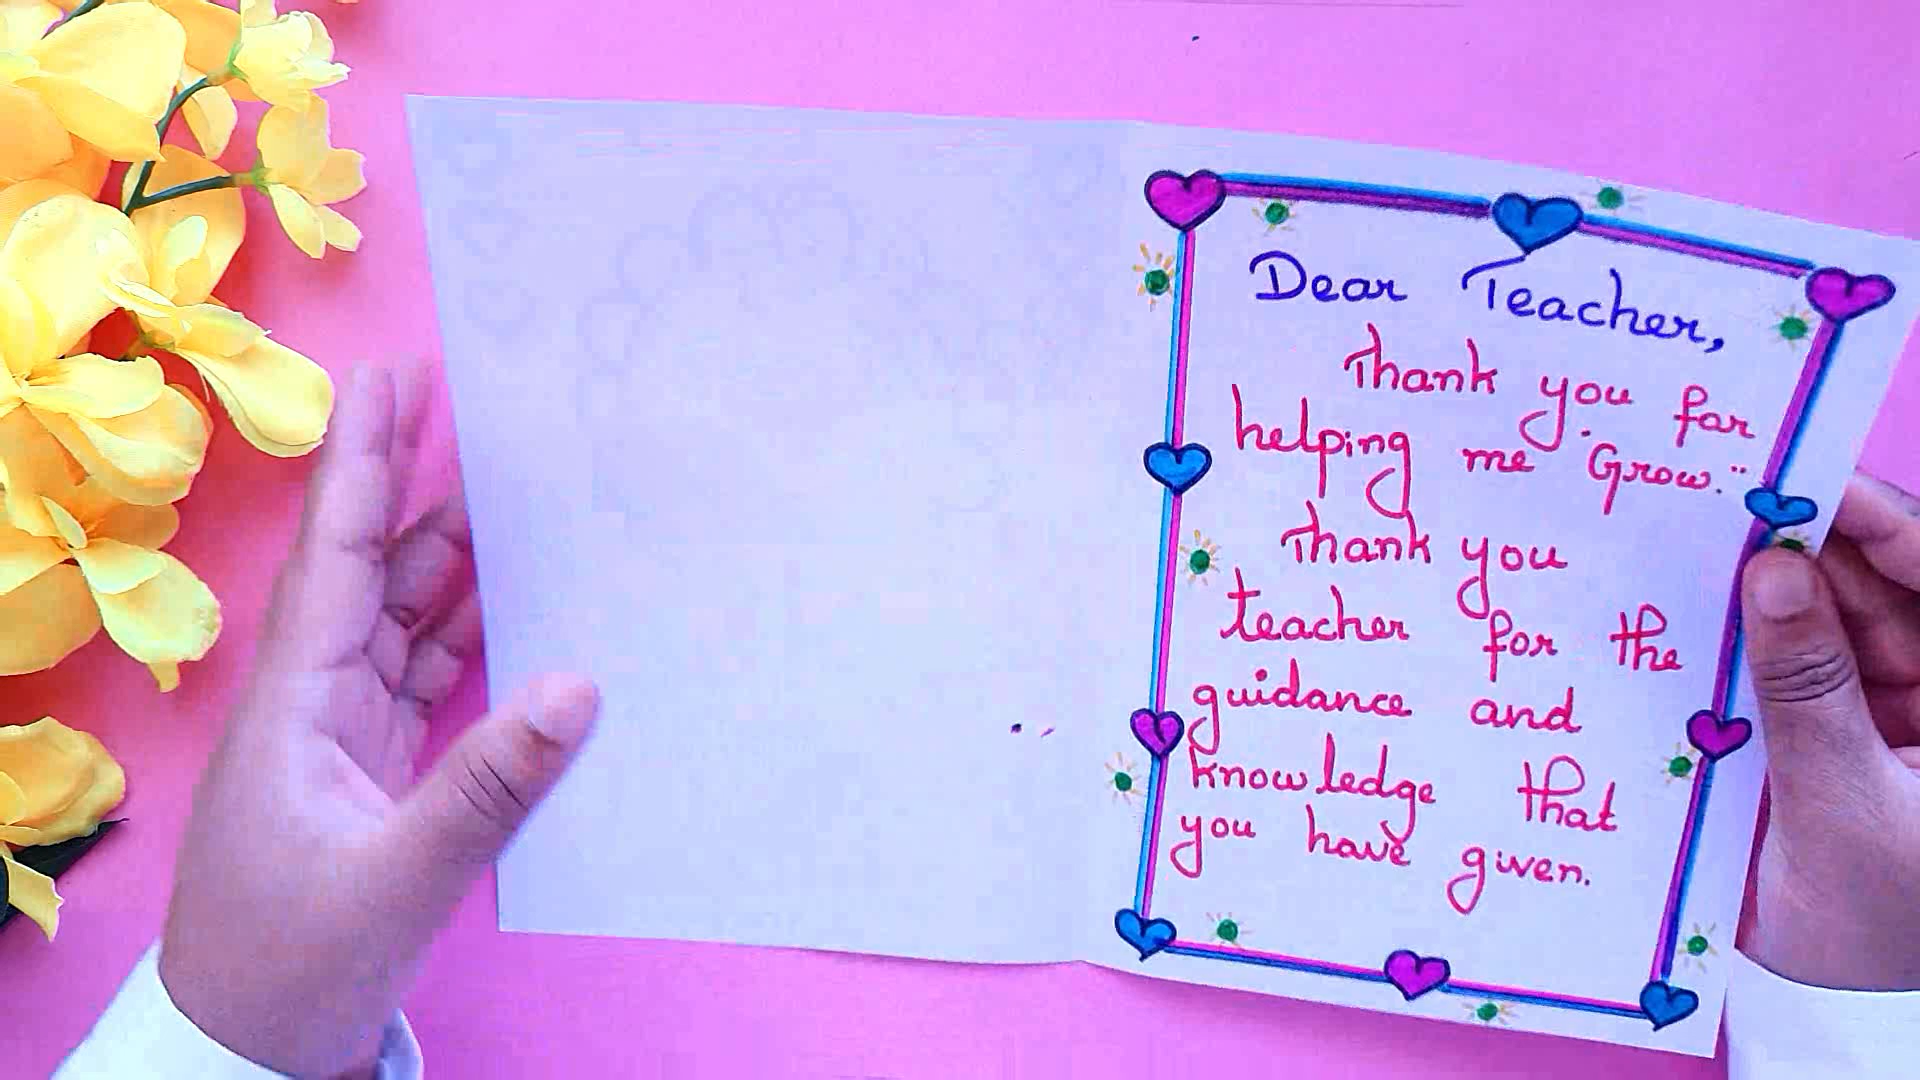 Dear Teacher,
Thank you for
helping me "Grow."
Thank you
teacher for the
guidance and
knowledge that
you have given.